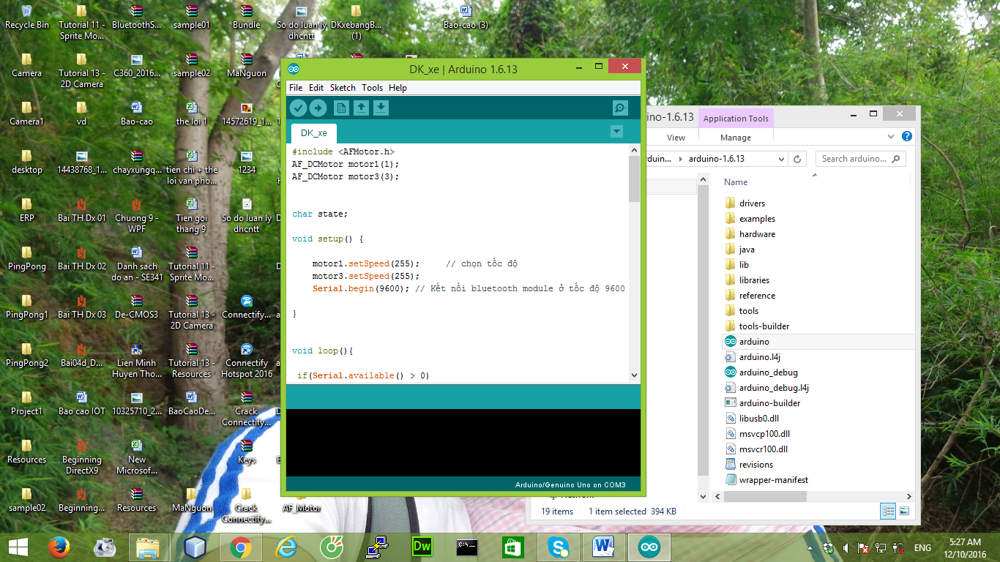 Recycle Bin
Tutorial 11 -
Sprite Mo...
BluetoothS...
sample01
Bundle
So do luan ly
dhcntt
DKxebangB...
(1)
Bao-cao (3)
Camera
Tutorial 13 -
2D Camera
C360_2016...
sample02
MaNguon
Camera1
vd
Bao-cao
the loi 1
14572619_1...
desktop
14438768_1...
chayxungq...
tien chi + the
loi van pho...
1234
ERP
Bai TH Dx 01
Chuong 9 -
WPF
Tien goi
thang 9
So do luan ly
dhcntt
PingPong
Bai TH Dx 02
Danh sach
do an - SE341
Tutorial 11 -
Sprite Mo...
PingPong1
Bai TH Dx 03
De-CMOS3
Tutorial 13 -
2D Camera
Connectify...
PingPong2
Bai04d_D...
Lien Minh
Huyen Tho...
Tutorial 13 -
Resources
Connectify
Hotspot 2016
Project1
Bao cao IOT
10325710_2...
BaoCaoDe...
Crack
Connectify...
Resources
Beginning
DirectX9
New
Microsof...
Keys
sample02
Beginning...
Resources
MaNguon
Crack
Connectify...
AF_Motor
DK_xe | Arduino 1.6.13
File Edit Sketch Tools Help
DK_xe
#include <AFMotor.h>
AF_DCMotor motor1(1);
AF_DCMotor motor3(3);
char state;
void setup() {
motor1.setSpeed(255); // chọn tốc độ
motor3.setSpeed(255);
Serial.begin(9600); // Kết nối bluetooth module ở tốc độ 9600
}
void loop(){
if(Serial.available() > 0)
Arduino/Genuino Uno on COM3
ino-1.6.13
Application Tools
View
Manage
arduin...
arduino-1.6.13
Search arduino...
Name
drivers
examples
hardware
java
lib
libraries
reference
tools
tools-builder
arduino
arduino.l4j
arduino_debug
arduino_debug.l4j
arduino-builder
libusb0.dll
msvcp100.dll
msvcr100.dll
revisions
wrapper-manifest
19 items
1 item selected 394 KB
Dw
ENG
5:27 AM
12/10/2016